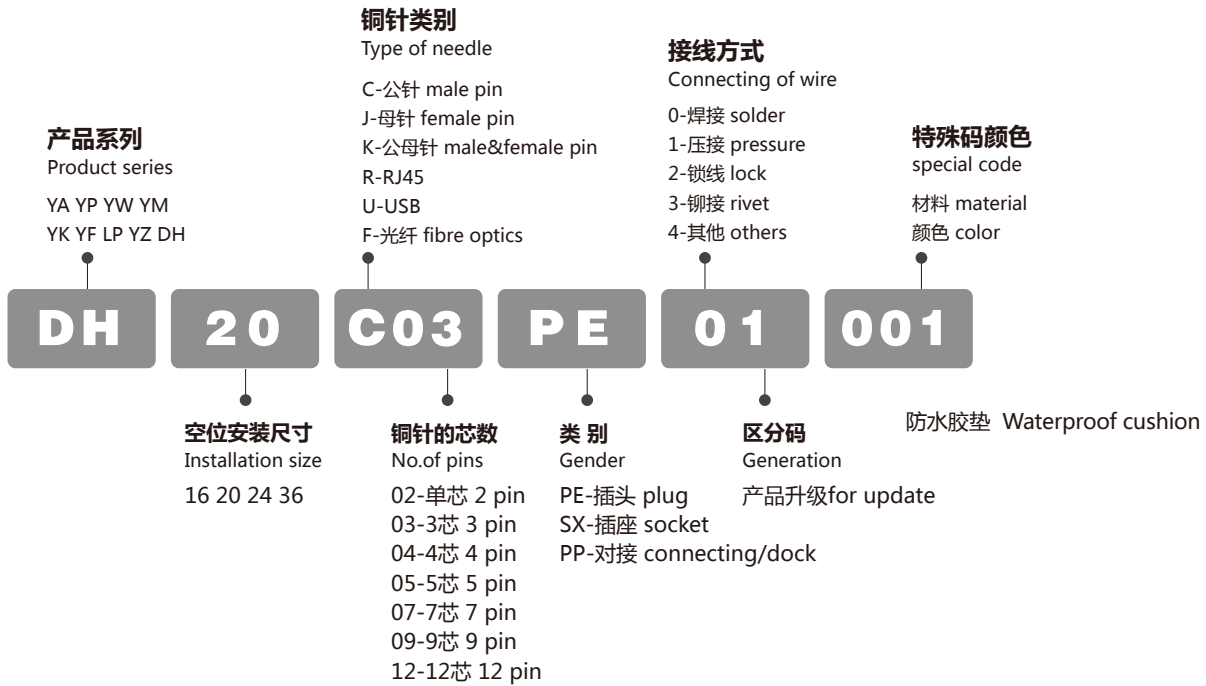 铜针类别
Type of needle
C-公针 male pin
J-母针 female pin
K-公母针 male&female pin
R-RJ45
U-USB
F-光纤 fibre optics
接线方式
Connecting of wire
0-焊接 solder
1-压接 pressure
2-锁线 lock
3-铆接 rivet
4-其他 others
产品系列
Product series
YA YP YW YM
YK YF LP YZ DH
特殊码颜色
special code
材料 material
颜色 color
DH 20 C03 PE 01 001
空位安装尺寸
Installation size
16 20 24 36
铜针的芯数
No.of pins
02-单芯 2 pin
03-3芯 3 pin
04-4芯 4 pin
05-5芯 5 pin
07-7芯 7 pin
09-9芯 9 pin
12-12芯 12 pin
类 别
Gender
PE-插头 plug
SX-插座 socket
PP-对接 connecting/dock
区分码
Generation
产品升级for update
防水胶垫 Waterproof cushion